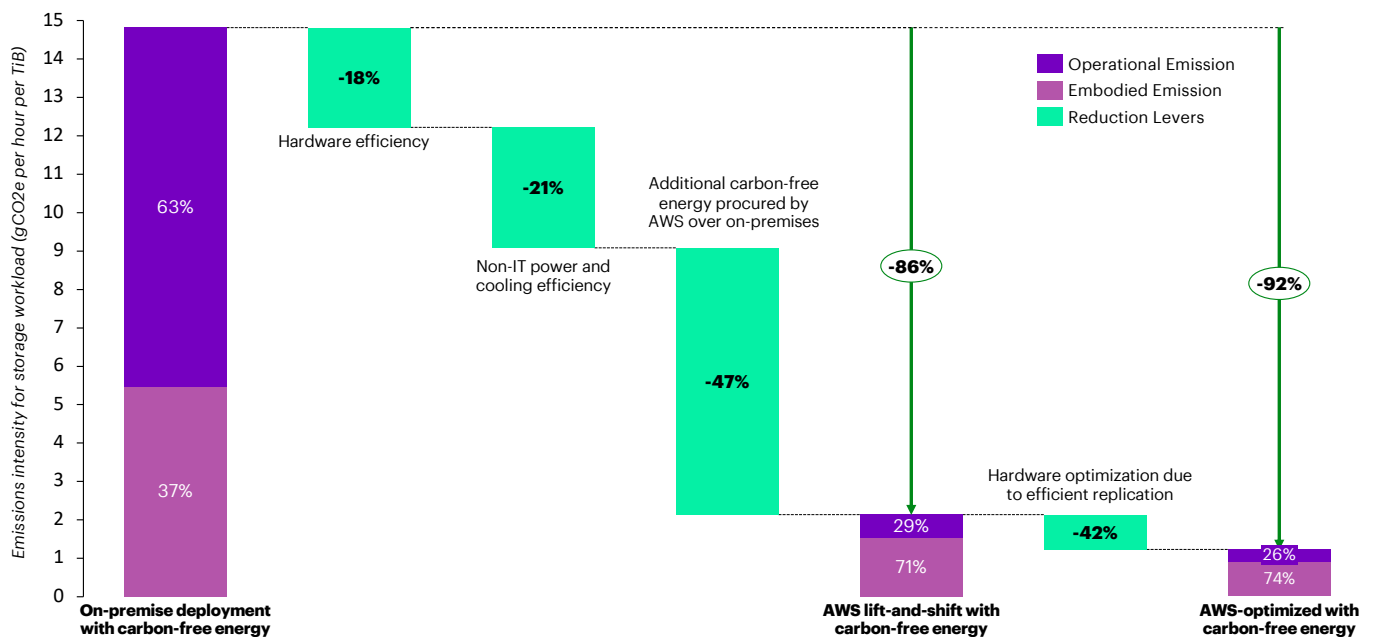 Emissions intensity for storage workload (gCO2e per hour per TiB)
15
14
13
12
11
10
9
8
7
6
5
4
3
2
1
0
63%
37%
On-premise deployment
with carbon-free energy
-18%
Hardware efficiency
-21%
Non-IT power and
cooling efficiency
Additional carbon-free
energy procured by
AWS over on-premises
-47%
-86%
29%
71%
AWS lift-and-shift with
carbon-free energy
Hardware optimization due
to efficient replication
-42%
-92%
26%
74%
AWS-optimized with
carbon-free energy
Operational Emission
Embodied Emission
Reduction Levers